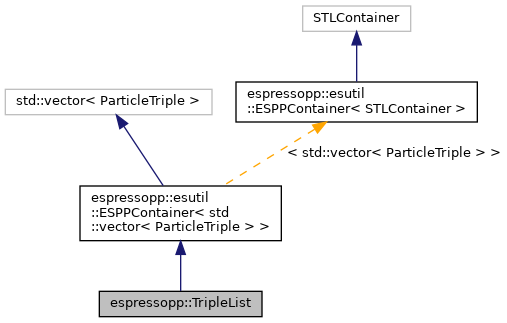 STLContainer
espressopp::esutil
::ESPPContainer< STLContainer >
std::vector< ParticleTriple >
< std::vector< ParticleTriple > >
espressopp::esutil
::ESPPContainer< std
::vector< ParticleTriple > >
espressopp::TripleList